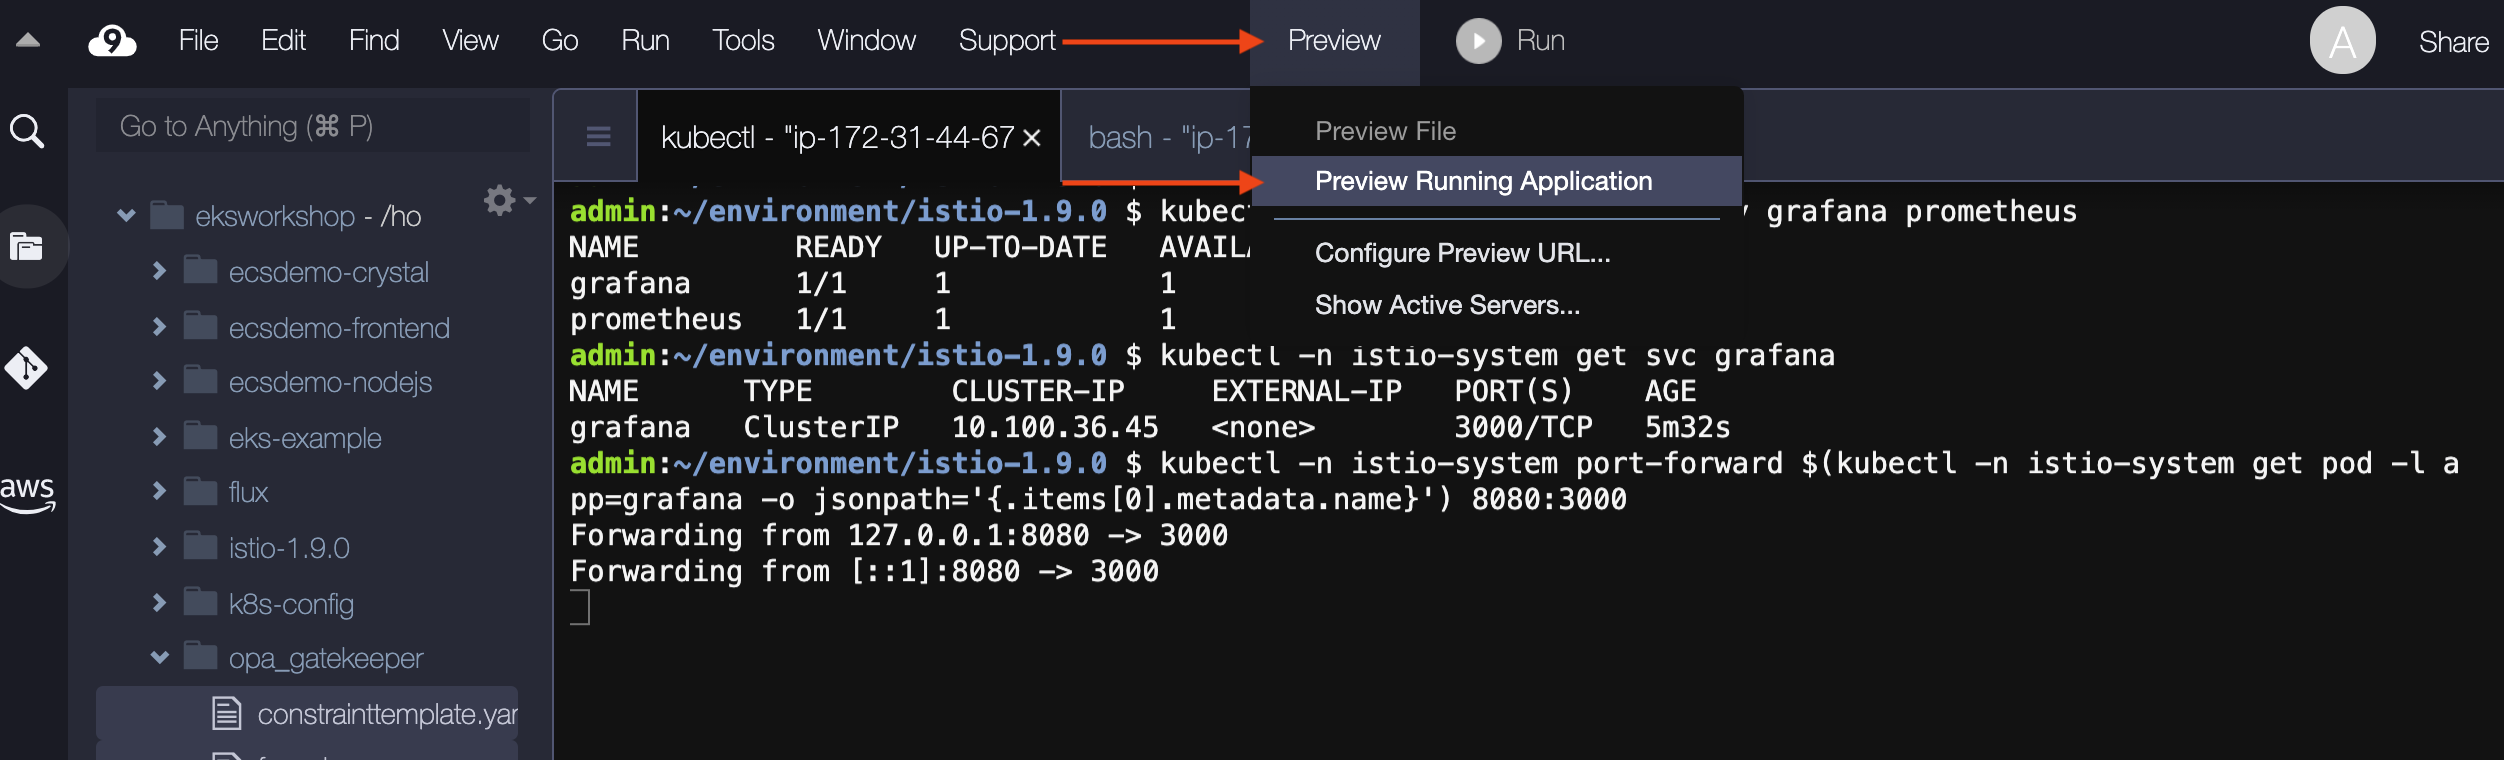 9 File Edit Find View Go Run Tools Window Support Preview Run A Share
Go to Anything (⌘ P)
kubectl - "ip-172-31-44-67 ×
bash - "ip-17
Preview File
Preview Running Application
Configure Preview URL...
Show Active Servers...
eksworkshop - /ho
ecsdemo-crystal
ecsdemo-frontend
ecsdemo-nodejs
eks-example
flux
istio-1.9.0
k8s-config
opa_gatekeeper
constrainttemplate.yam
aws
admin:~/environment/istio-1.9.0 $ kubec grafana prometheus
NAME READY UP-TO-DATE AVAILA
grafana 1/1 1 1
prometheus 1/1 1 1
admin:~/environment/istio-1.9.0 $ kubectl -n istio-system get svc grafana
NAME TYPE CLUSTER-IP EXTERNAL-IP PORT(S) AGE
grafana ClusterIP 10.100.36.45 <none> 3000/TCP 5m32s
admin:~/environment/istio-1.9.0 $ kubectl -n istio-system port-forward $(kubectl -n istio-system get pod -l a
pp=grafana -o jsonpath='{.items[0].metadata.name}') 8080:3000
Forwarding from 127.0.0.1:8080 -> 3000
Forwarding from [::1]:8080 -> 3000